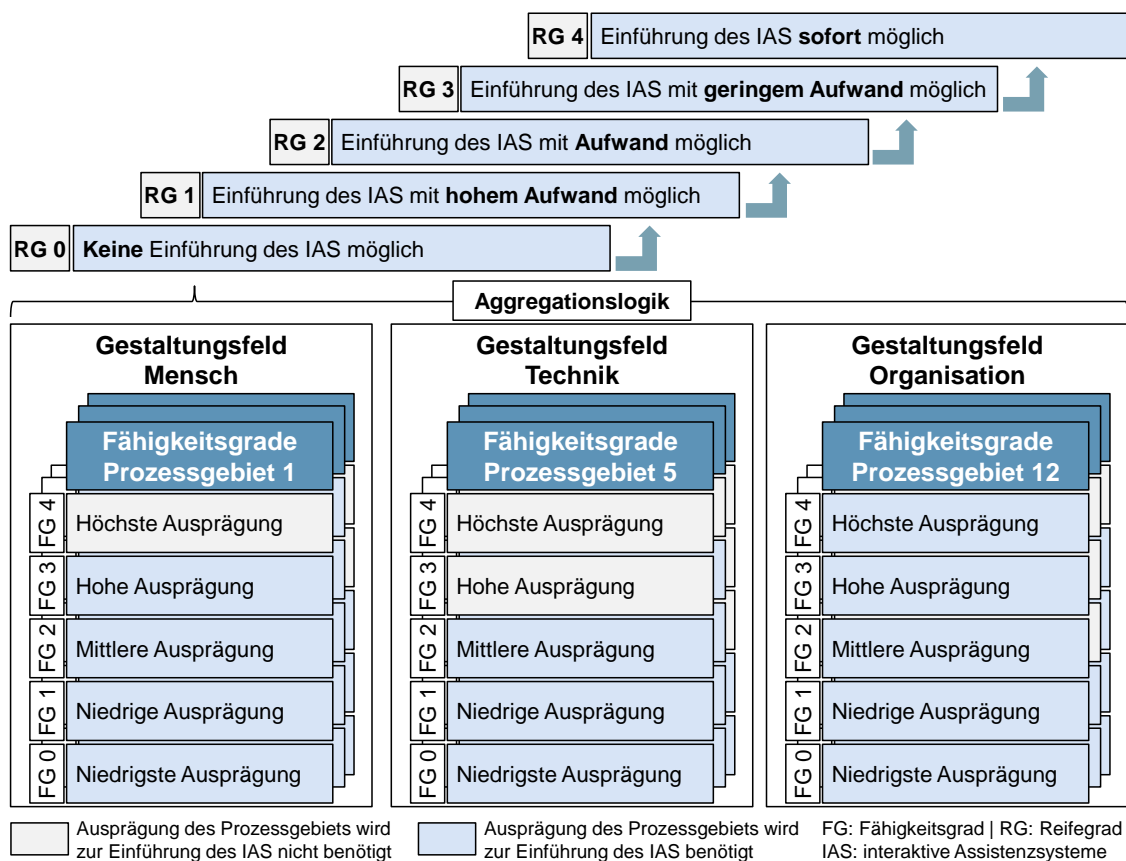 RG 4 Einführung des IAS sofort möglich
RG 3 Einführung des IAS mit geringem Aufwand möglich
RG 2 Einführung des IAS mit Aufwand möglich
RG 1 Einführung des IAS mit hohem Aufwand möglich
RG 0 Keine Einführung des IAS möglich
Aggregationslogik
Gestaltungsfeld
Mensch
Fähigkeitsgrade
Prozessgebiet 1
FG 4 Höchste Ausprägung
FG 3 Hohe Ausprägung
FG 2 Mittlere Ausprägung
FG 1 Niedrige Ausprägung
FG 0 Niedrigste Ausprägung
Gestaltungsfeld
Technik
Fähigkeitsgrade
Prozessgebiet 5
FG 4 Höchste Ausprägung
FG 3 Hohe Ausprägung
FG 2 Mittlere Ausprägung
FG 1 Niedrige Ausprägung
FG 0 Niedrigste Ausprägung
Gestaltungsfeld
Organisation
Fähigkeitsgrade
Prozessgebiet 12
FG 4 Höchste Ausprägung
FG 3 Hohe Ausprägung
FG 2 Mittlere Ausprägung
FG 1 Niedrige Ausprägung
FG 0 Niedrigste Ausprägung
Ausprägung des Prozessgebiets wird
zur Einführung des IAS nicht benötigt
Ausprägung des Prozessgebiets wird
zur Einführung des IAS benötigt
FG: Fähigkeitsgrad | RG: Reifegrad
IAS: interaktive Assistenzsysteme